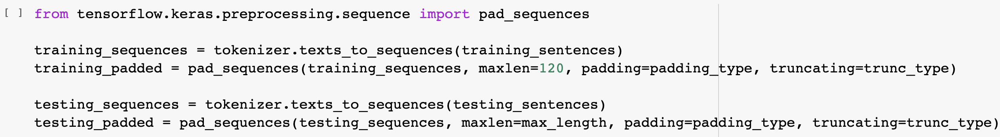 [ ] from tensorflow.keras.preprocessing.sequence import pad_sequences
training_sequences = tokenizer.texts_to_sequences(training_sentences)
training_padded = pad_sequences(training_sequences, maxlen=120, padding=padding_type, truncating=trunc_type)
testing_sequences = tokenizer.texts_to_sequences(testing_sentences)
testing_padded = pad_sequences(testing_sequences, maxlen=max_length, padding=padding_type, truncating=trunc_type)